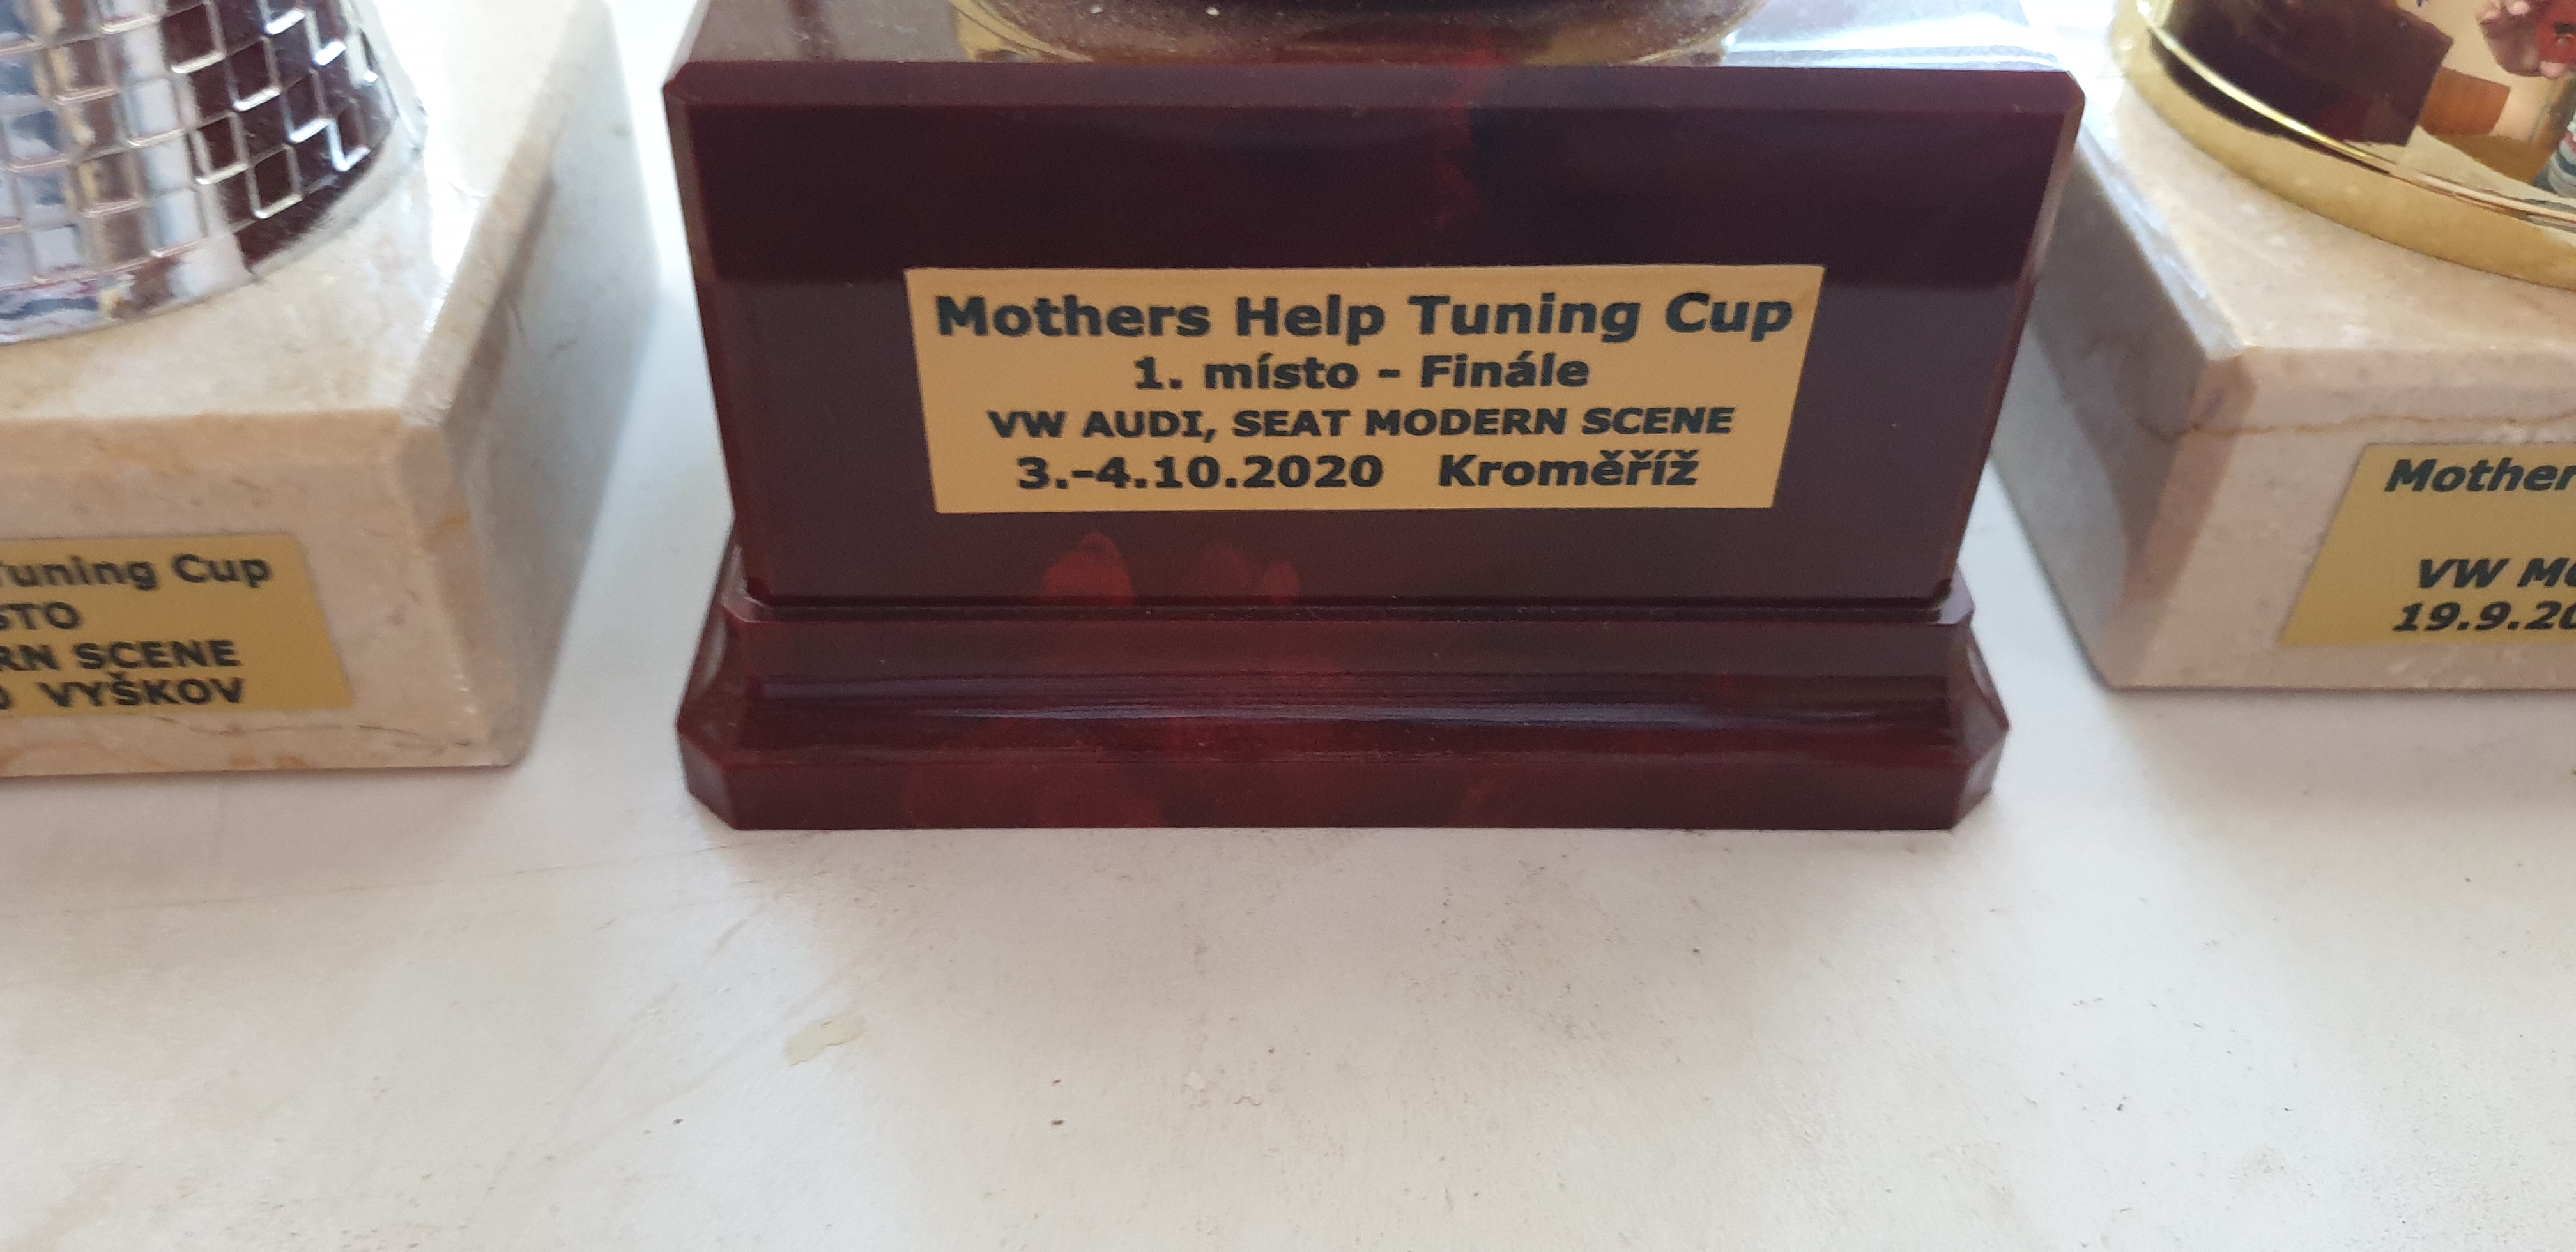 Mothers Help Tuning Cup
1. místo - Finále
VW AUDI, SEAT MODERN SCENE
3.-4.10.2020 Kroměříž
Tuning Cup
SCENE
VYŠKOV
VW